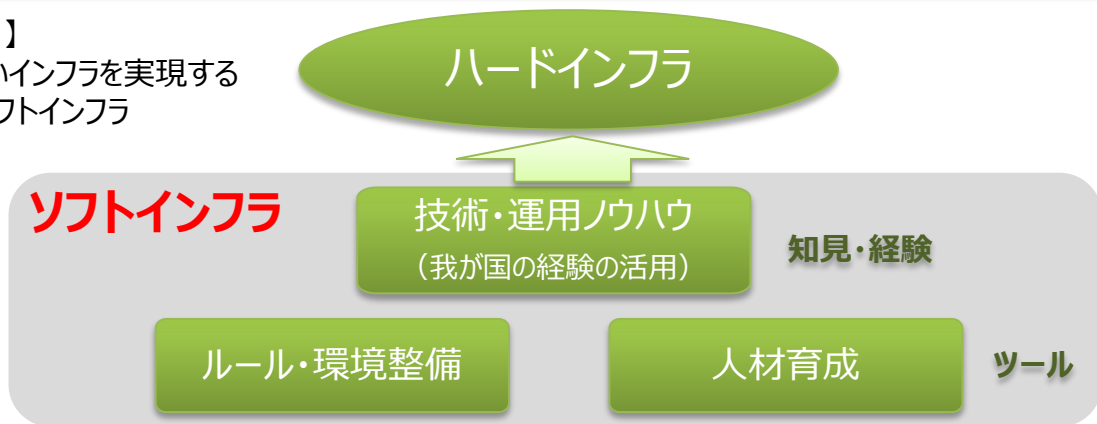 】
インフラを実現する
フトインフラ
ハードインフラ
ソフトインフラ
技術・運用ノウハウ
（我が国の経験の活用）
知見・経験
ルール・環境整備
人材育成
ツール